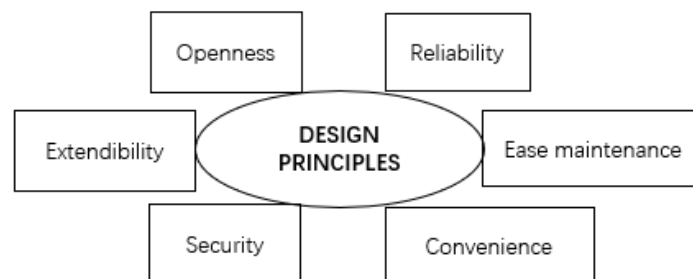 Openness
Reliability
Extendibility
DESIGN
PRINCIPLES
Ease maintenance
Security
Convenience